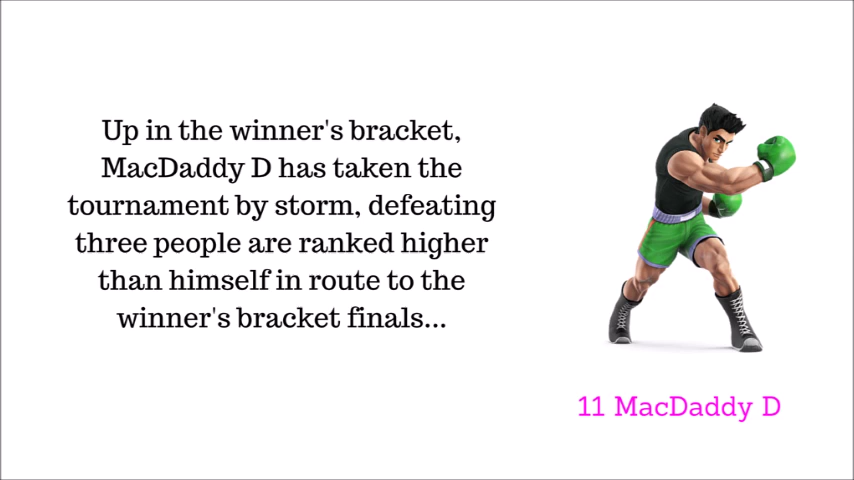 Up in the winner's bracket,
MacDaddy D has taken the
tournament by storm, defeating
three people are ranked higher
than himself in route to the
winner's bracket finals...
11 MacDaddy D